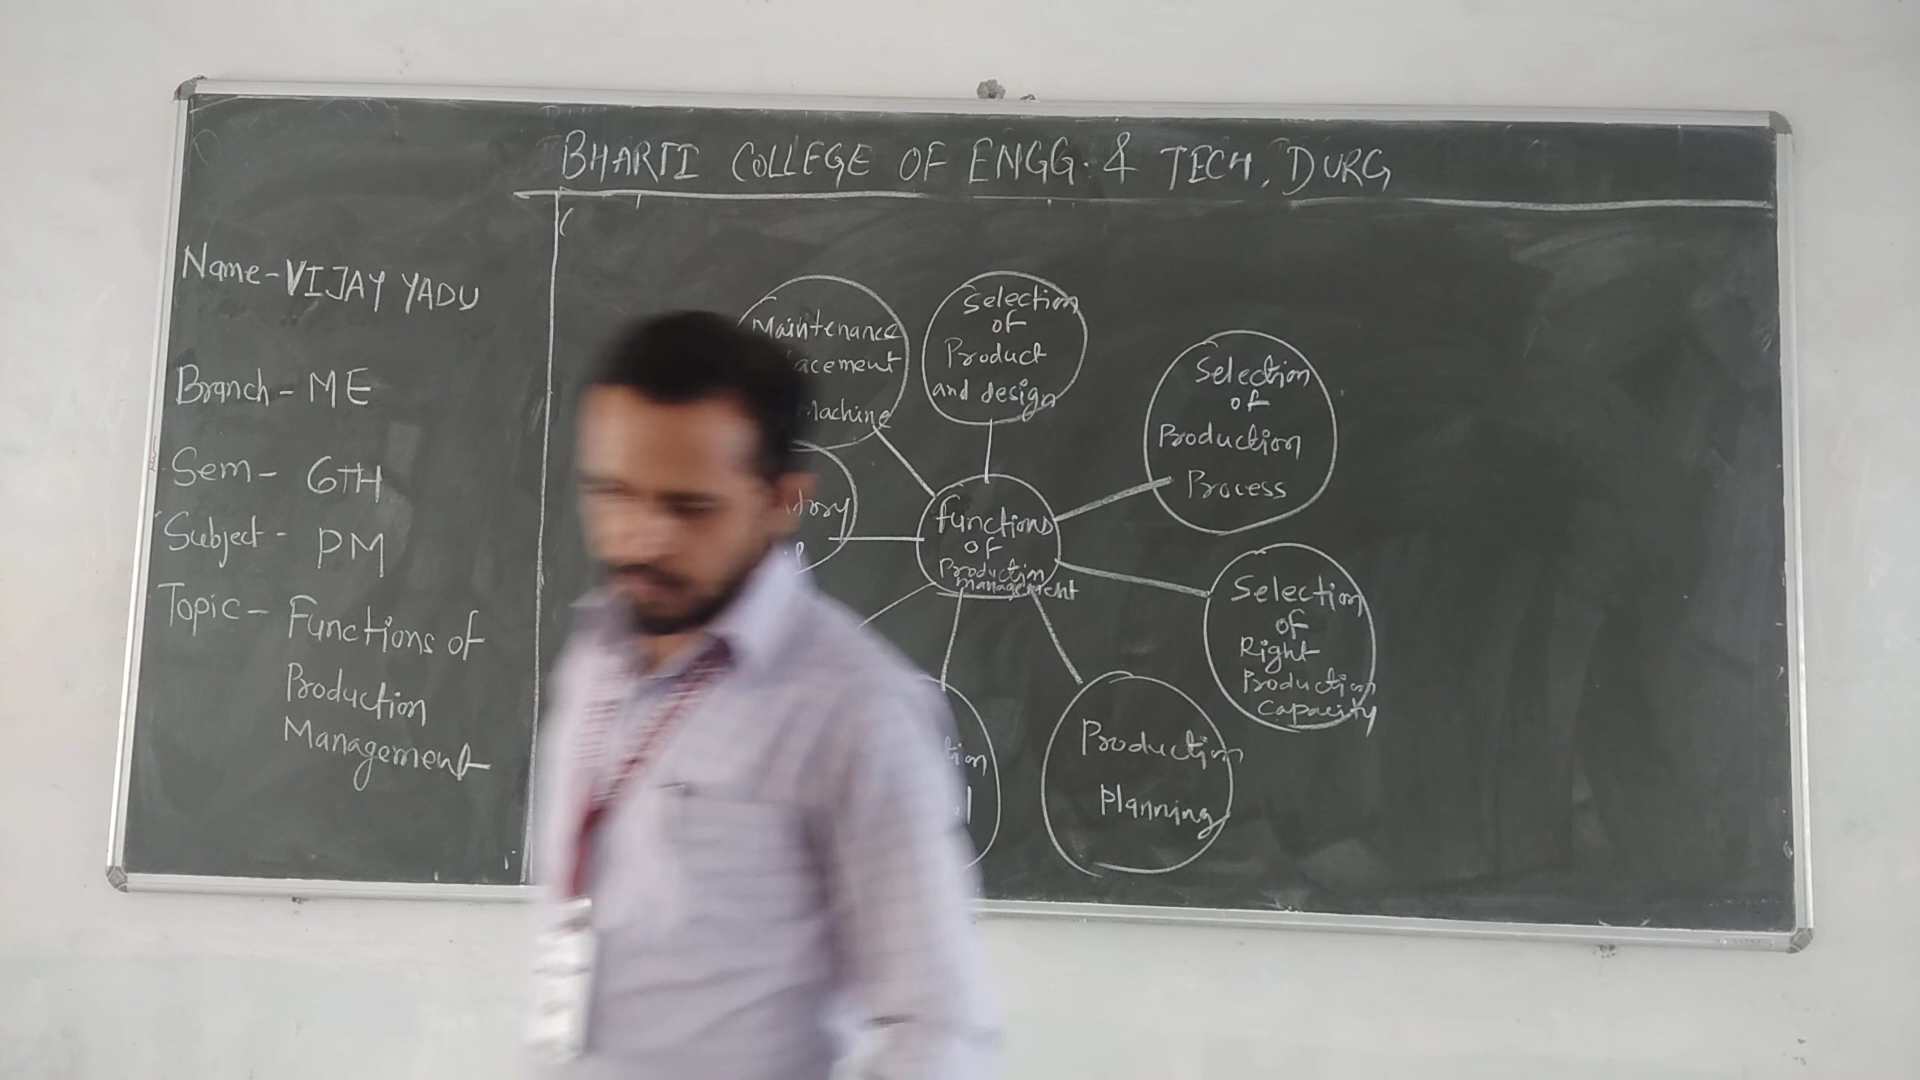 BHARTI COLLEGE OF ENGG. & TECH, DURG
Name - VIJAY YADU
Branch - ME
Sem - 6TH
Subject - PM
Topic - Functions of
Production
Management
Maintenance
Machine
Selection
of
Product
and design
Selection
of
Production
Process
Functions
of
Production
management
Selection
of
Right
Production
Capacity
Production
Planning